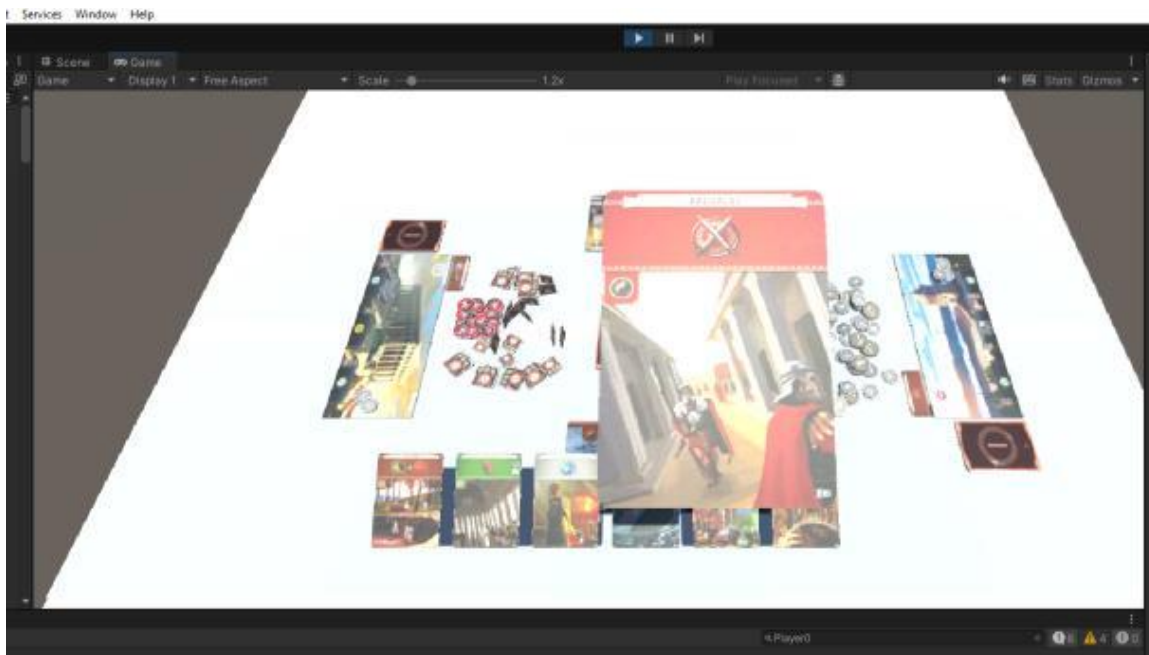 t Services Window Help
Scene Game
Game Display 1 Free Aspect Scale 1.2x Play Focused Stats Gizmos
Player0